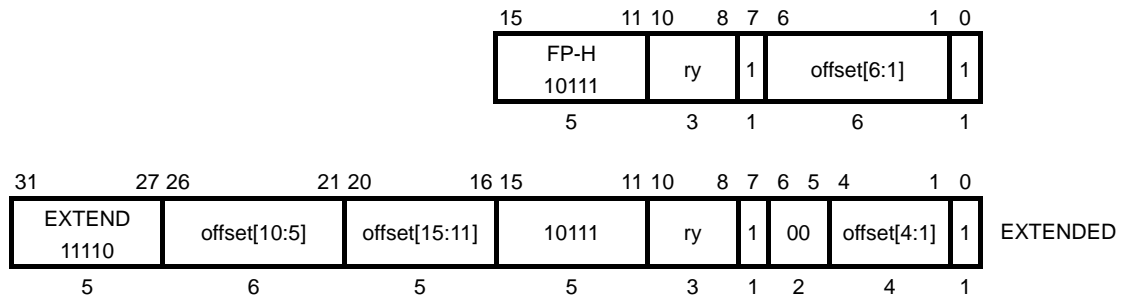 15 11 10 8 7 6 1 0
FP-H
10111 ry 1 offset[6:1] 1
5 3 1 6 1
31 27 26 21 20 16 15 11 10 8 7 6 5 4 1 0
EXTEND
11110 offset[10:5] offset[15:11] 10111 ry 1 00 offset[4:1] 1 EXTENDED
5 6 5 5 3 1 2 4 1